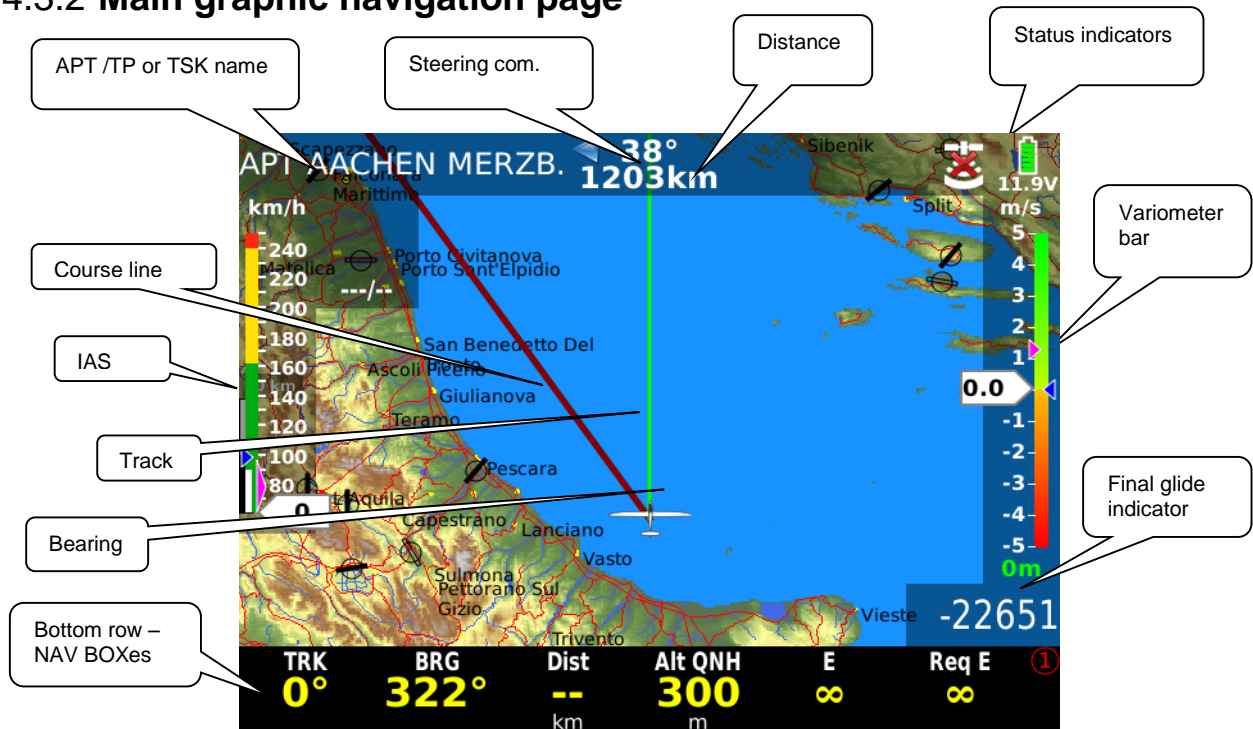 4.3.2 Main graphic navigation page
APT /TP or TSK name
Steering com.
Distance
Status indicators
Scapezzano
Sibenik
38°
APT AACHEN MERZB.
1203km
Falconara
Marittimo
11.9V
km/h
Split
m/s
Variometer
bar
240
220
200
180
160
140
120
100
80
0
5
4
3
2
1
0.0
-1
-2
-3
-4
-5
Course line
IAS
Track
Bearing
Porto Civitanova
Matelica
Porto Sant'Elpidio
---/--
San Benedetto Del
Tronto
Ascoli Piceno
km
Giulianova
Teramo
Pescara
L'Aquila
Capestrano
Lanciano
Vasto
Sulmona
Pettorano Sul
Gizio
Trivento
Vieste
Final glide
indicator
0m
-22651
Bottom row –
NAV BOXes
TRK BRG Dist Alt QNH E Req E 1
0° 322° -- 300 ∞ ∞
km m